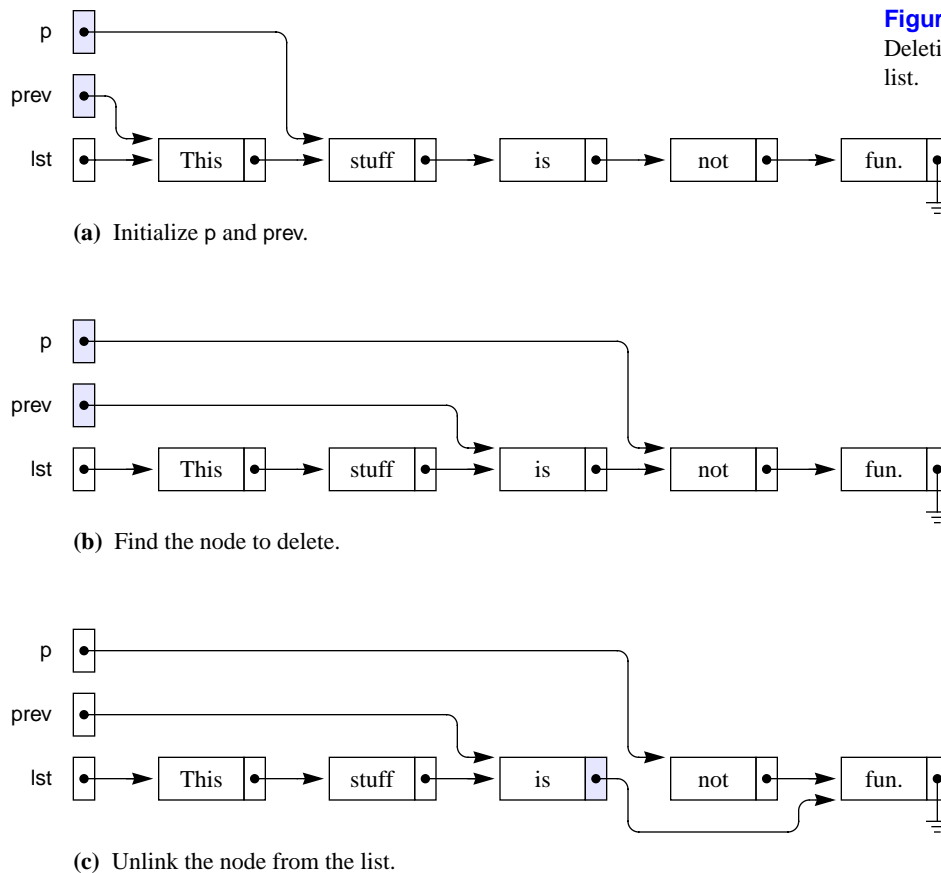 Figur
Deleti
list.
p
prev
lst This stuff is not fun.
(a) Initialize p and prev.
p
prev
lst This stuff is not fun.
(b) Find the node to delete.
p
prev
lst This stuff is not fun.
(c) Unlink the node from the list.